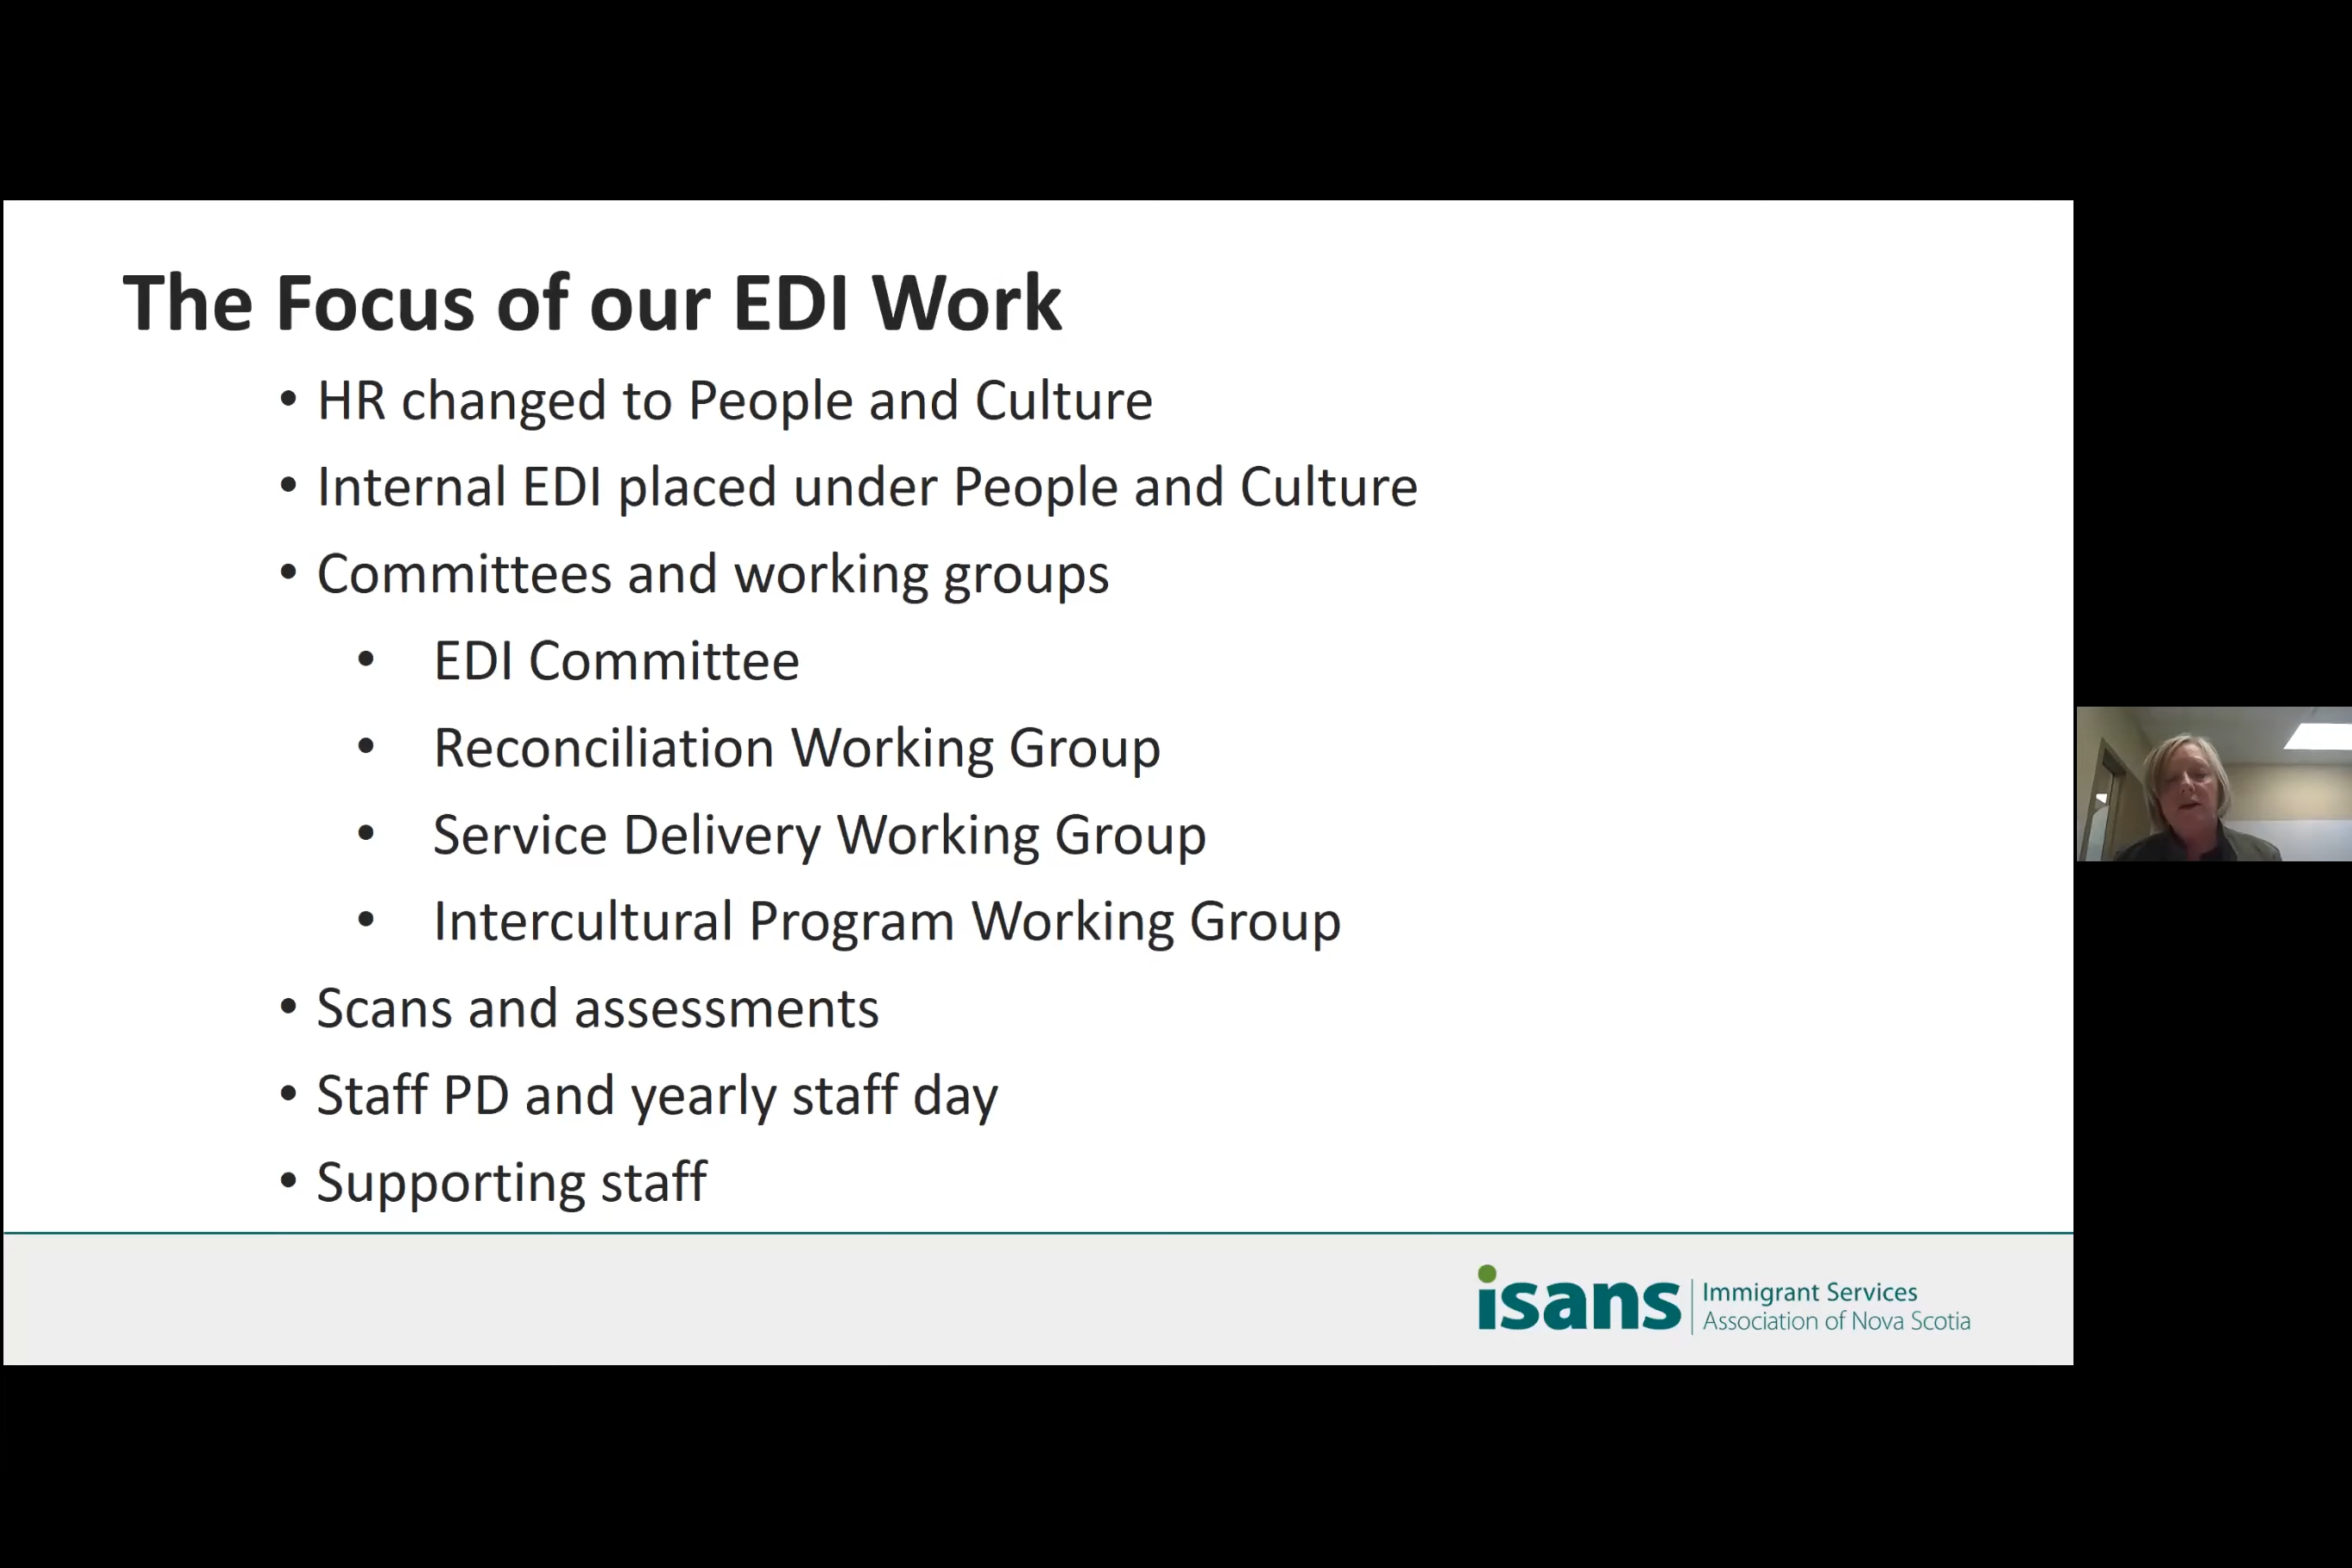 The Focus of our EDI Work
• HR changed to People and Culture
• Internal EDI placed under People and Culture
• Committees and working groups
• EDI Committee
• Reconciliation Working Group
• Service Delivery Working Group
• Intercultural Program Working Group
• Scans and assessments
• Staff PD and yearly staff day
• Supporting staff
isans
Immigrant Services
Association of Nova Scotia